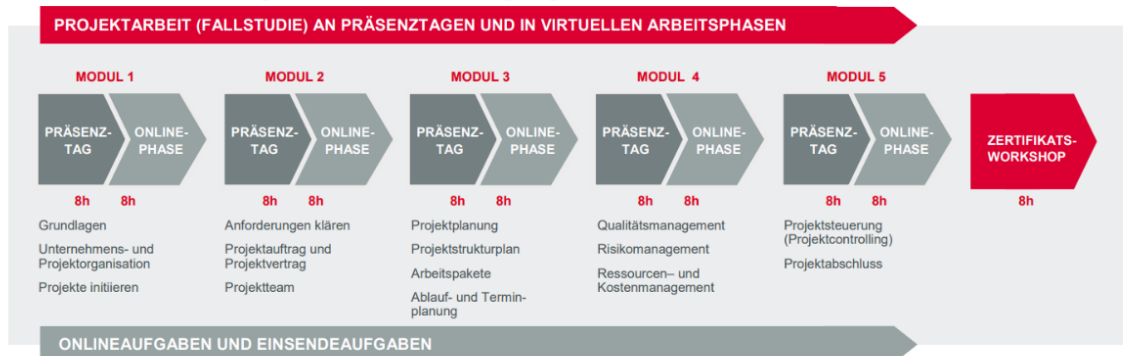 PROJEKTARBEIT (FALLSTUDIE) AN PRÄSENZTAGEN UND IN VIRTUELLEN ARBEITSPHASEN
MODUL 1
PRÄSENZ-
TAG
ONLINE-
PHASE
8h 8h
Grundlagen
Unternehmens- und
Projektorganisation
Projekte initiieren
MODUL 2
PRÄSENZ-
TAG
ONLINE-
PHASE
8h 8h
Anforderungen klären
Projektauftrag und
Projektvertrag
Projektteam
MODUL 3
PRÄSENZ-
TAG
ONLINE-
PHASE
8h 8h
Projektplanung
Projektstrukturplan
Arbeitspakete
Ablauf- und Termin-
planung
MODUL 4
PRÄSENZ-
TAG
ONLINE-
PHASE
8h 8h
Qualitätsmanagement
Risikomanagement
Ressourcen– und
Kostenmanagement
MODUL 5
PRÄSENZ-
TAG
ONLINE-
PHASE
8h 8h
Projektsteuerung
(Projektcontrolling)
Projektabschluss
ZERTIFIKATS-
WORKSHOP
8h
ONLINEAUFGABEN UND EINSENDEAUFGABEN